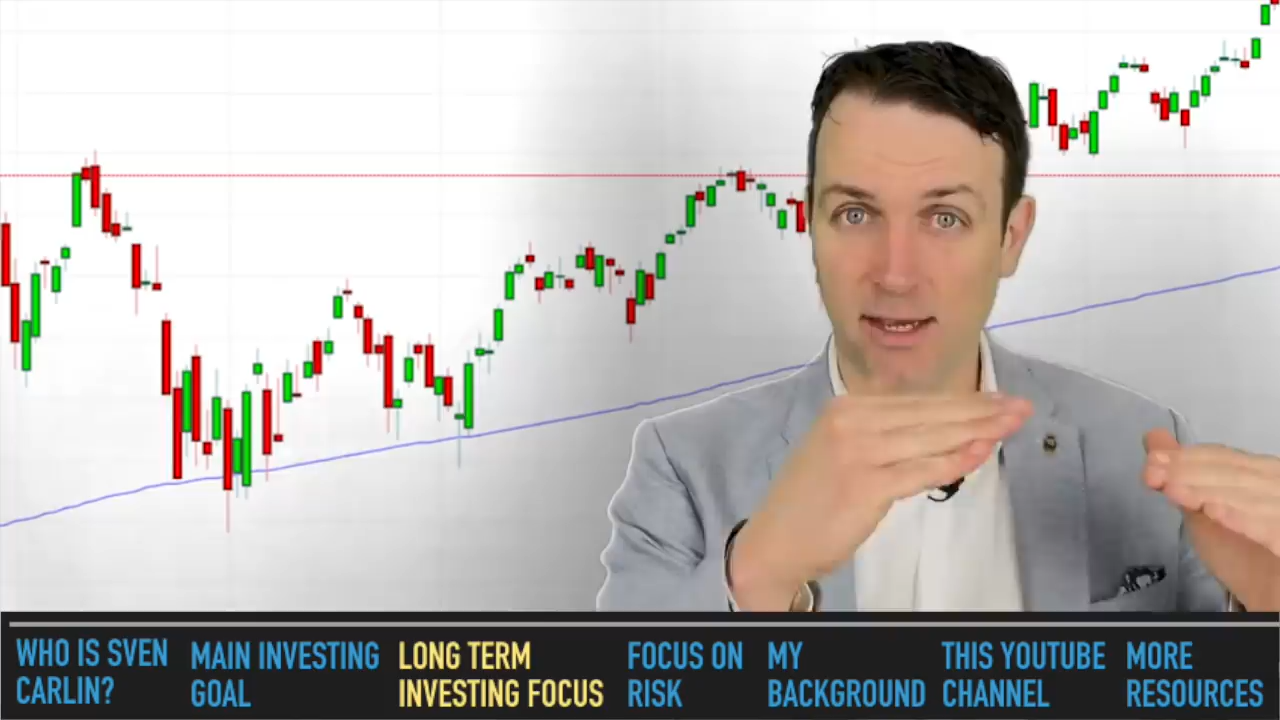 WHO IS SVEN
CARLIN?
MAIN INVESTING
GOAL
LONG TERM
INVESTING FOCUS
FOCUS ON
RISK
MY
BACKGROUND
THIS YOUTUBE
CHANNEL
MORE
RESOURCES